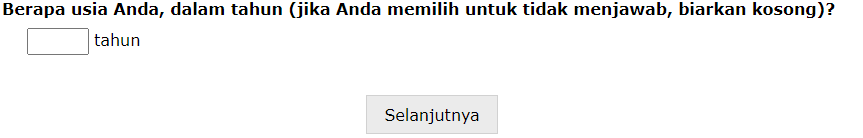 Berapa usia Anda, dalam tahun (jika Anda memilih untuk tidak menjawab, biarkan kosong)?
tahun
Selanjutnya